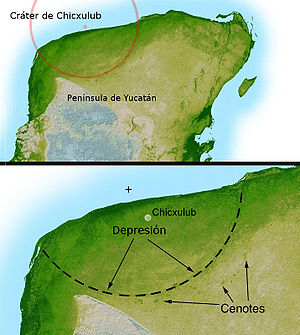 Cráter de Chicxulub
Península de Yucatán
Chicxulub
Depresión
Cenotes